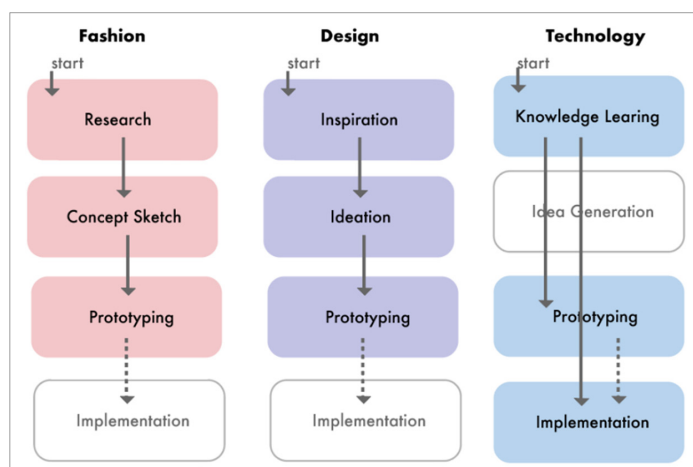 Fashion
Design
Technology
start
start
start
Research
Inspiration
Knowledge Learing
Concept Sketch
Ideation
Idea Generation
Prototyping
Prototyping
Prototyping
Implementation
Implementation
Implementation